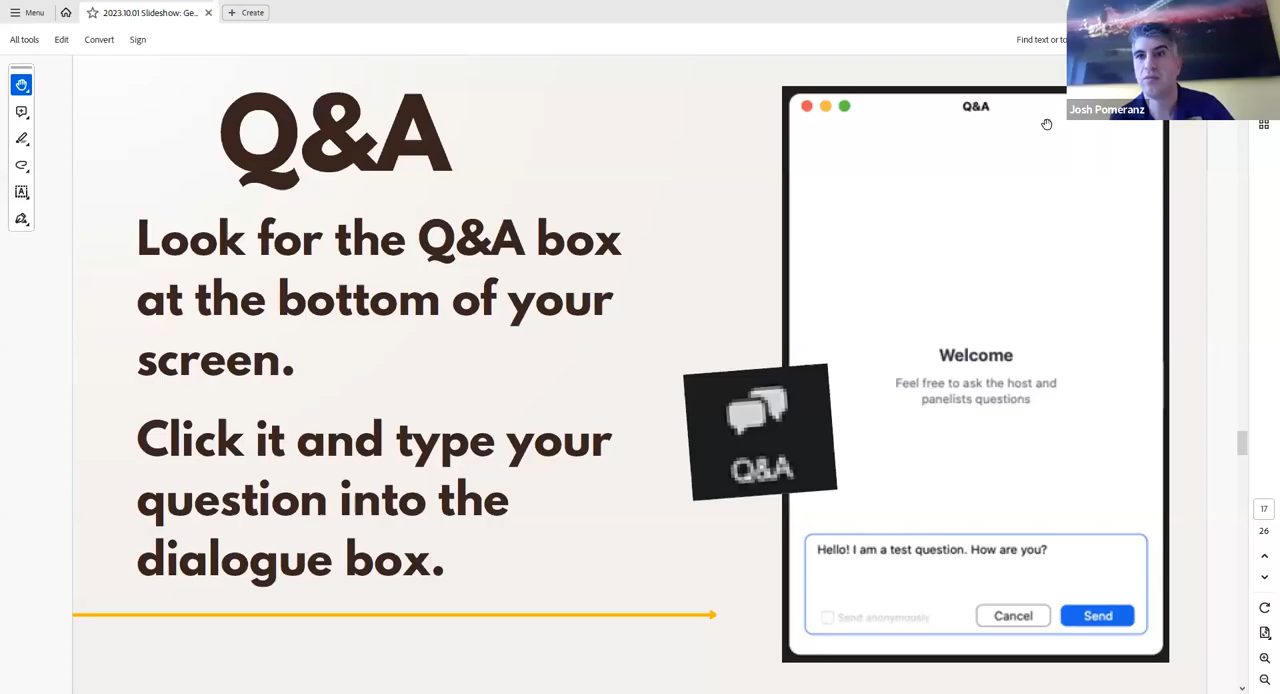 Menu
2023.10.01 Slideshow: Ge...
Create
All tools
Edit
Convert
Sign
Find text or to
Josh Pomeranz
Q&A
Look for the Q&A box
at the bottom of your
screen.
Click it and type your
question into the
dialogue box.
Q&A
Q&A
Welcome
Feel free to ask the host and
panelists questions
Hello! I am a test question. How are you?
Send anonymously
Cancel
Send
17
26